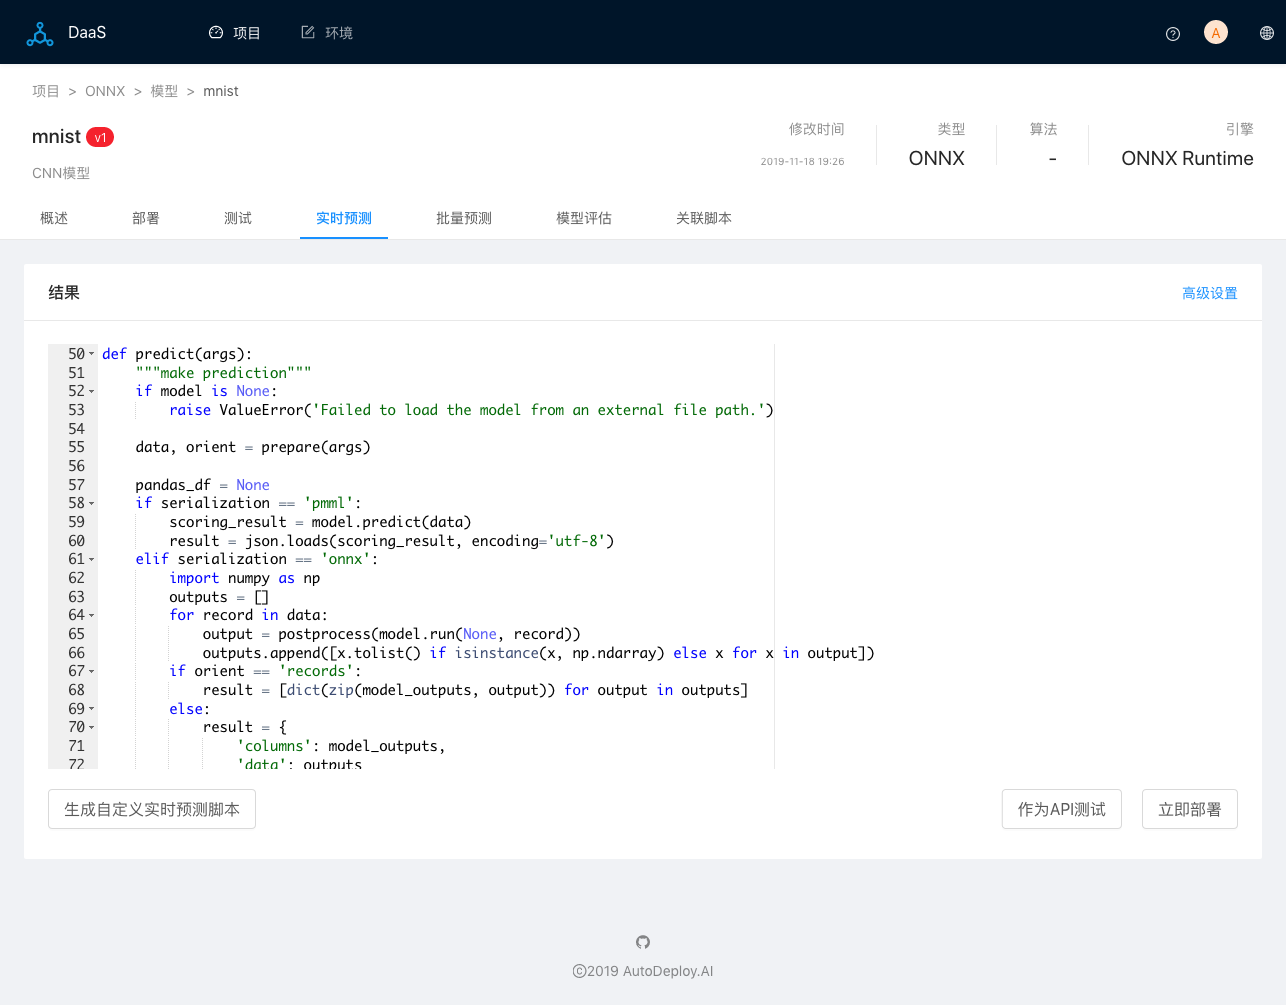 DaaS 项目 环境 A
项目 > ONNX > 模型 > mnist
mnist v1
CNN模型
修改时间 类型 算法 引擎
2019-11-18 19:26 ONNX - ONNX Runtime
概述 部署 测试 实时预测 批量预测 模型评估 关联脚本
结果 高级设置
50 def predict(args):
51     """make prediction"""
52     if model is None:
53         raise ValueError('Failed to load the model from an external file path.')
54
55     data, orient = prepare(args)
56
57     pandas_df = None
58     if serialization == 'pmml':
59         scoring_result = model.predict(data)
60         result = json.loads(scoring_result, encoding='utf-8')
61     elif serialization == 'onnx':
62         import numpy as np
63         outputs = []
64         for record in data:
65             output = postprocess(model.run(None, record))
66             outputs.append([x.tolist() if isinstance(x, np.ndarray) else x for x in output])
67         if orient == 'records':
68             result = [dict(zip(model_outputs, output)) for output in outputs]
69         else:
70             result = {
71                 'columns': model_outputs,
72                 'data': outputs
生成自定义实时预测脚本 作为API测试 立即部署
©2019 AutoDeploy.AI